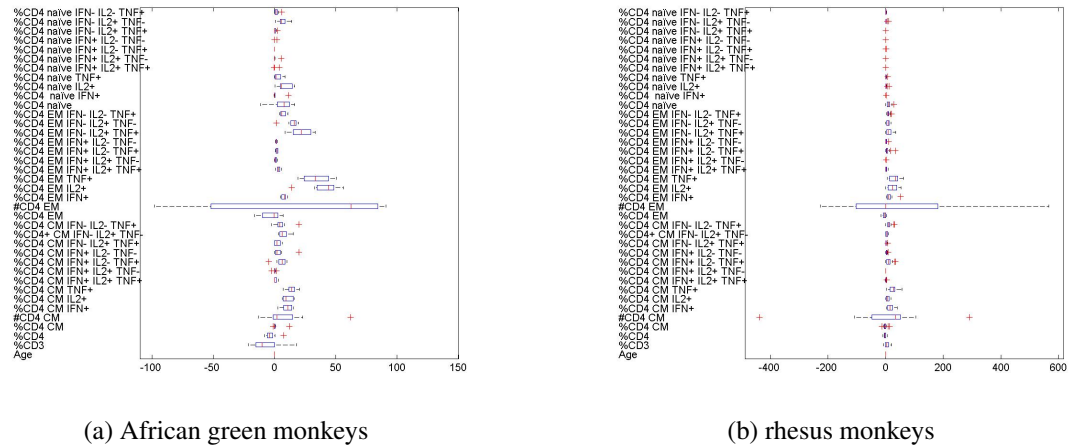 %CD4 naïve IFN- IL2- TNF+
%CD4 naïve IFN- IL2+ TNF-
%CD4 naïve IFN- IL2+ TNF+
%CD4 naïve IFN+ IL2- TNF-
%CD4 naïve IFN+ IL2- TNF+
%CD4 naïve IFN+ IL2+ TNF-
%CD4 naïve IFN+ IL2+ TNF+
%CD4 naïve TNF+
%CD4 naïve IL2+
%CD4 naïve IFN+
%CD4 naïve
%CD4 EM IFN- IL2- TNF+
%CD4 EM IFN- IL2+ TNF-
%CD4 EM IFN- IL2+ TNF+
%CD4 EM IFN+ IL2- TNF-
%CD4 EM IFN+ IL2- TNF+
%CD4 EM IFN+ IL2+ TNF-
%CD4 EM IFN+ IL2+ TNF+
%CD4 EM TNF+
%CD4 EM IL2+
%CD4 EM IFN+
#CD4 EM
%CD4 EM
%CD4 CM IFN- IL2- TNF+
%CD4+ CM IFN- IL2+ TNF-
%CD4 CM IFN- IL2+ TNF+
%CD4 CM IFN+ IL2- TNF-
%CD4 CM IFN+ IL2- TNF+
%CD4 CM IFN+ IL2+ TNF-
%CD4 CM IFN+ IL2+ TNF+
%CD4 CM TNF+
%CD4 CM IL2+
%CD4 CM IFN+
#CD4 CM
%CD4 CM
%CD4
%CD3
Age
-100 -50 0 50 100 150
(a) African green monkeys
%CD4 naïve IFN- IL2- TNF+
%CD4 naïve IFN- IL2+ TNF-
%CD4 naïve IFN- IL2+ TNF+
%CD4 naïve IFN+ IL2- TNF-
%CD4 naïve IFN+ IL2- TNF+
%CD4 naïve IFN+ IL2+ TNF-
%CD4 naïve IFN+ IL2+ TNF+
%CD4 naïve TNF+
%CD4 naïve IL2+
%CD4 naïve IFN+
%CD4 naïve
%CD4 EM IFN- IL2- TNF+
%CD4 EM IFN- IL2+ TNF-
%CD4 EM IFN- IL2+ TNF+
%CD4 EM IFN+ IL2- TNF-
%CD4 EM IFN+ IL2- TNF+
%CD4 EM IFN+ IL2+ TNF-
%CD4 EM IFN+ IL2+ TNF+
%CD4 EM TNF+
%CD4 EM IL2+
%CD4 EM IFN+
#CD4 EM
%CD4 EM
%CD4 CM IFN- IL2- TNF+
%CD4+ CM IFN- IL2+ TNF-
%CD4 CM IFN- IL2+ TNF+
%CD4 CM IFN+ IL2- TNF-
%CD4 CM IFN+ IL2- TNF+
%CD4 CM IFN+ IL2+ TNF-
%CD4 CM IFN+ IL2+ TNF+
%CD4 CM TNF+
%CD4 CM IL2+
%CD4 CM IFN+
#CD4 CM
%CD4 CM
%CD4
%CD3
Age
-400 -200 0 200 400 600
(b) rhesus monkeys